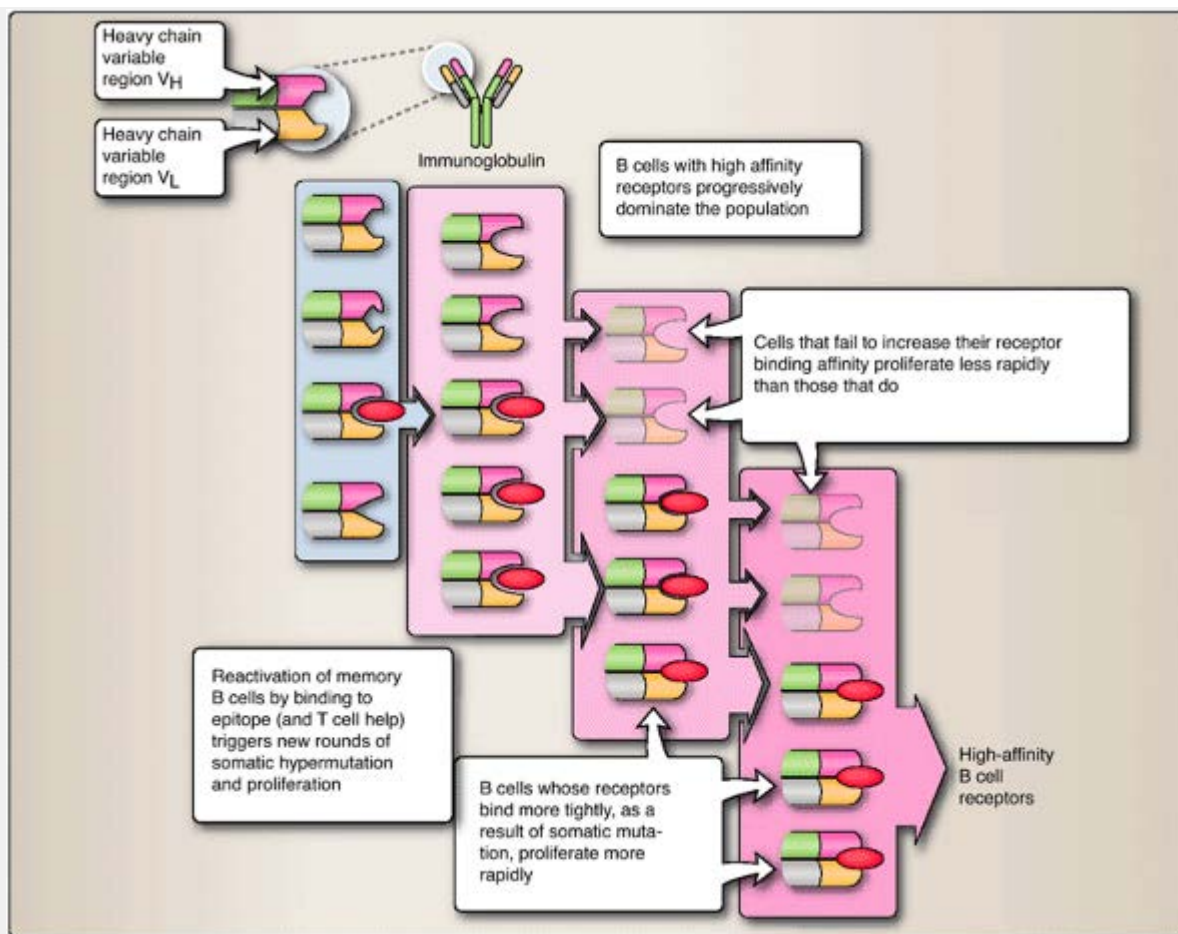 Heavy chain
variable
region VH
Heavy chain
variable
region VL
Immunoglobulin
B cells with high affinity
receptors progressively
dominate the population
Cells that fail to increase their receptor
binding affinity proliferate less rapidly
than those that do
Reactivation of memory
B cells by binding to
epitope (and T cell help)
triggers new rounds of
somatic hypermutation
and proliferation
B cells whose receptors
bind more tightly, as a
result of somatic muta-
tion, proliferate more
rapidly
High-affinity
B cell
receptors